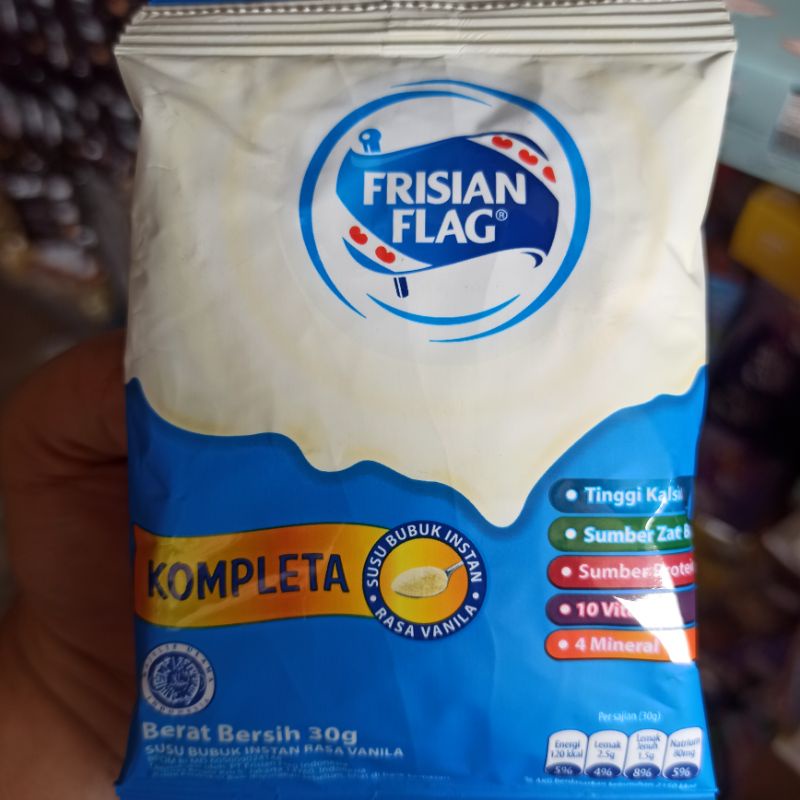 FRISIAN
FLAG®
• Tinggi Kalsi
• Sumber Zat B
• Sumber Protei
• 10 Vita
• 4 Mineral
KOMPLETA
SUSU BUBUK INSTAN
• RASA VANILA •
INDONESIA
Berat Bersih 30g
SUSU BUBUK INSTAN RASA VANILA
Per sajian (30g)
Energi Lemak Lemak Natrium
jenuh
120 kkal 2.5g 1.5g 80mg
5% 4% 8% 5%